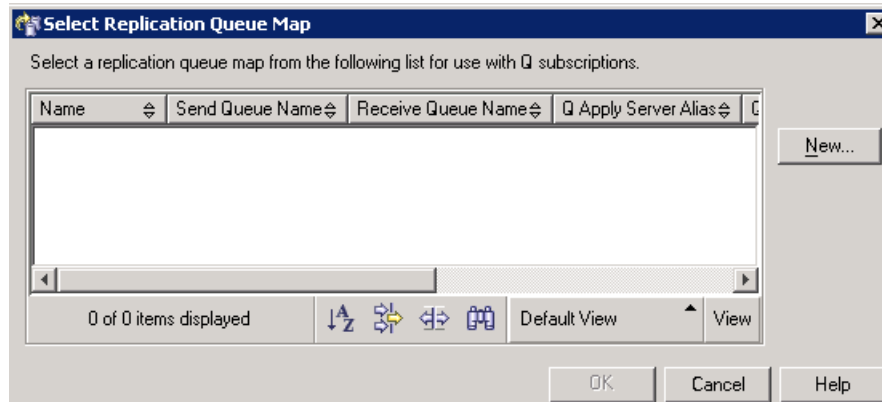 Select Replication Queue Map
Select a replication queue map from the following list for use with Q subscriptions.
Name Send Queue Name Receive Queue Name Q Apply Server Alias
New...
0 of 0 items displayed Default View View
OK Cancel Help